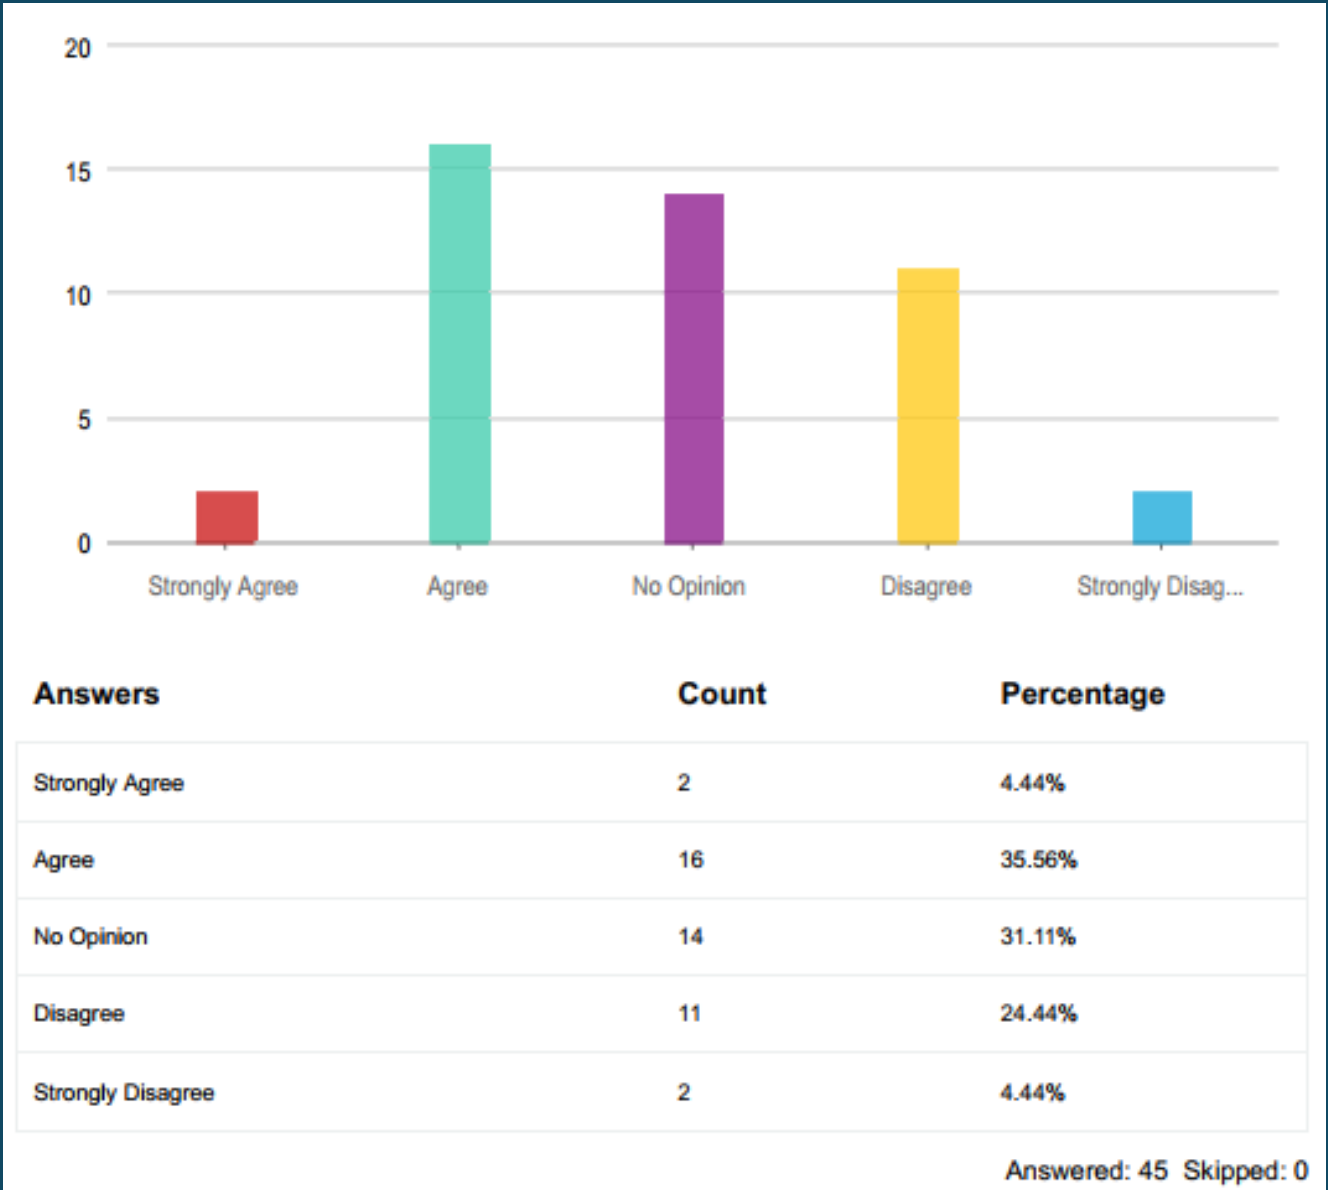 20
15
10
5
0
Strongly Agree Agree No Opinion Disagree Strongly Disag...
Answers Count Percentage
Strongly Agree 2 4.44%
Agree 16 35.56%
No Opinion 14 31.11%
Disagree 11 24.44%
Strongly Disagree 2 4.44%
Answered: 45 Skipped: 0